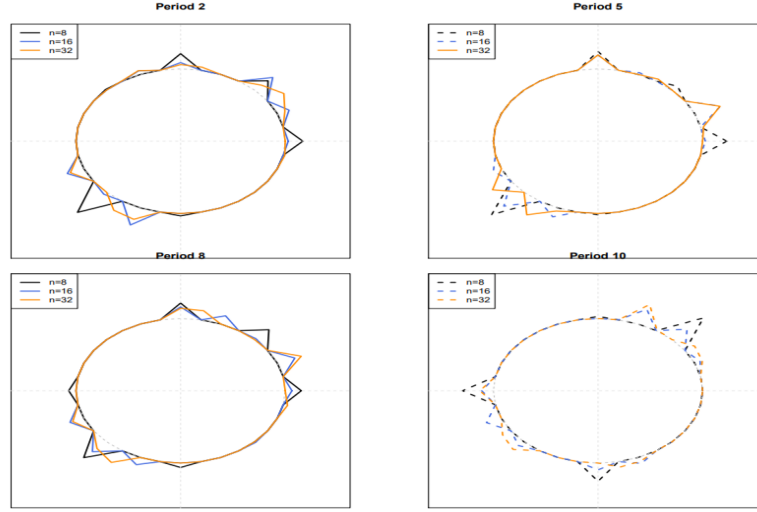 Period 2
n=8
n=16
n=32
Period 5
n=8
n=16
n=32
Period 8
n=8
n=16
n=32
Period 10
n=8
n=16
n=32